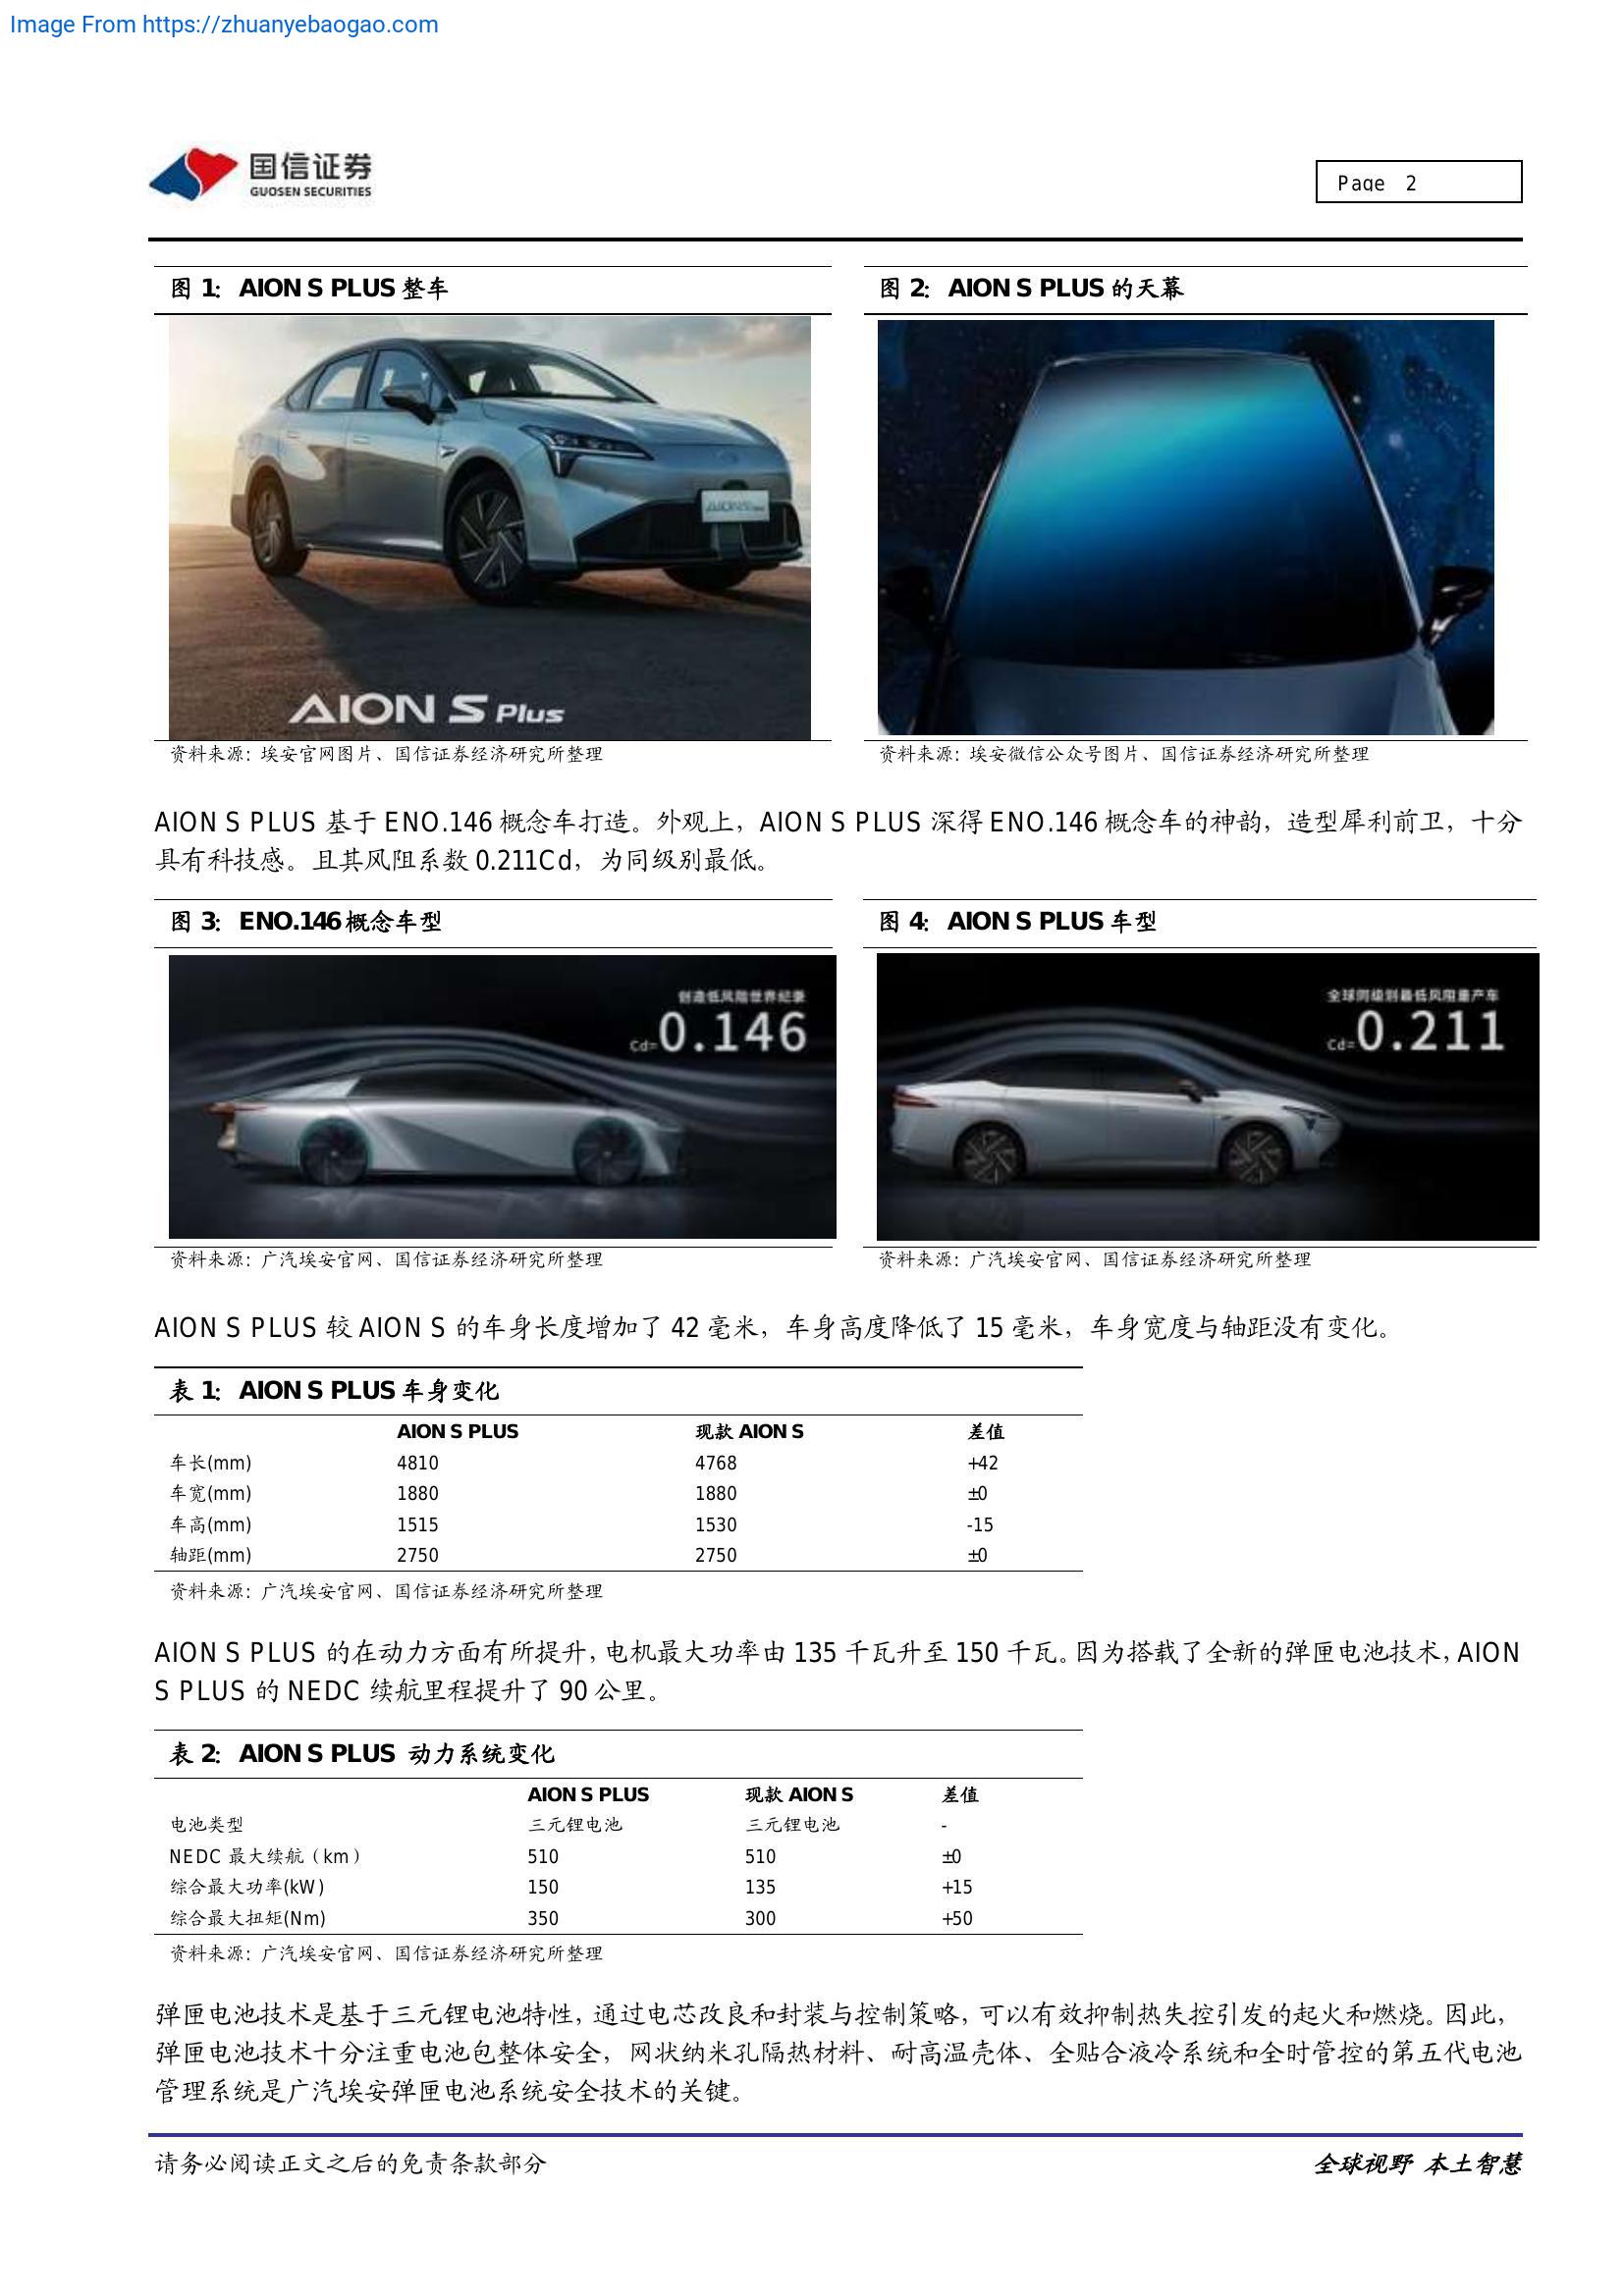 Image From https://zhuanyebaogao.com
国信证券
GUOSEN SECURITIES
Page 2
图 1: AION S PLUS 整车
图 2: AION S PLUS 的天幕
AION S Plus
资料来源: 埃安官网图片、国信证券经济研究所整理
资料来源: 埃安微信公众号图片、国信证券经济研究所整理
AION S PLUS 基于 ENO.146 概念车打造。外观上，AION S PLUS 深得 ENO.146 概念车的神韵，造型犀利前卫，十分
具有科技感。且其风阻系数 0.211Cd，为同级别最低。
图 3: ENO.146 概念车型
图 4: AION S PLUS 车型
创造低风阻世界纪录
Cd=0.146
全球同级别最低风阻量产车
Cd=0.211
资料来源: 广汽埃安官网、国信证券经济研究所整理
资料来源: 广汽埃安官网、国信证券经济研究所整理
AION S PLUS 较 AION S 的车身长度增加了 42 毫米，车身高度降低了 15 毫米，车身宽度与轴距没有变化。
表 1: AION S PLUS 车身变化
AION S PLUS 现款 AION S 差值
车长(mm) 4810 4768 +42
车宽(mm) 1880 1880 ±0
车高(mm) 1515 1530 -15
轴距(mm) 2750 2750 ±0
资料来源: 广汽埃安官网、国信证券经济研究所整理
AION S PLUS 的在动力方面有所提升，电机最大功率由 135 千瓦升至 150 千瓦。因为搭载了全新的弹匣电池技术，AION
S PLUS 的 NEDC 续航里程提升了 90 公里。
表 2: AION S PLUS 动力系统变化
AION S PLUS 现款 AION S 差值
电池类型 三元锂电池 三元锂电池 -
NEDC 最大续航（km） 510 510 ±0
综合最大功率(kW) 150 135 +15
综合最大扭矩(Nm) 350 300 +50
资料来源: 广汽埃安官网、国信证券经济研究所整理
弹匣电池技术是基于三元锂电池特性，通过电芯改良和封装与控制策略，可以有效抑制热失控引发的起火和燃烧。因此，
弹匣电池技术十分注重电池包整体安全，网状纳米孔隔热材料、耐高温壳体、全贴合液冷系统和全时管控的第五代电池
管理系统是广汽埃安弹匣电池系统安全技术的关键。
请务必阅读正文之后的免责条款部分
全球视野 本土智慧